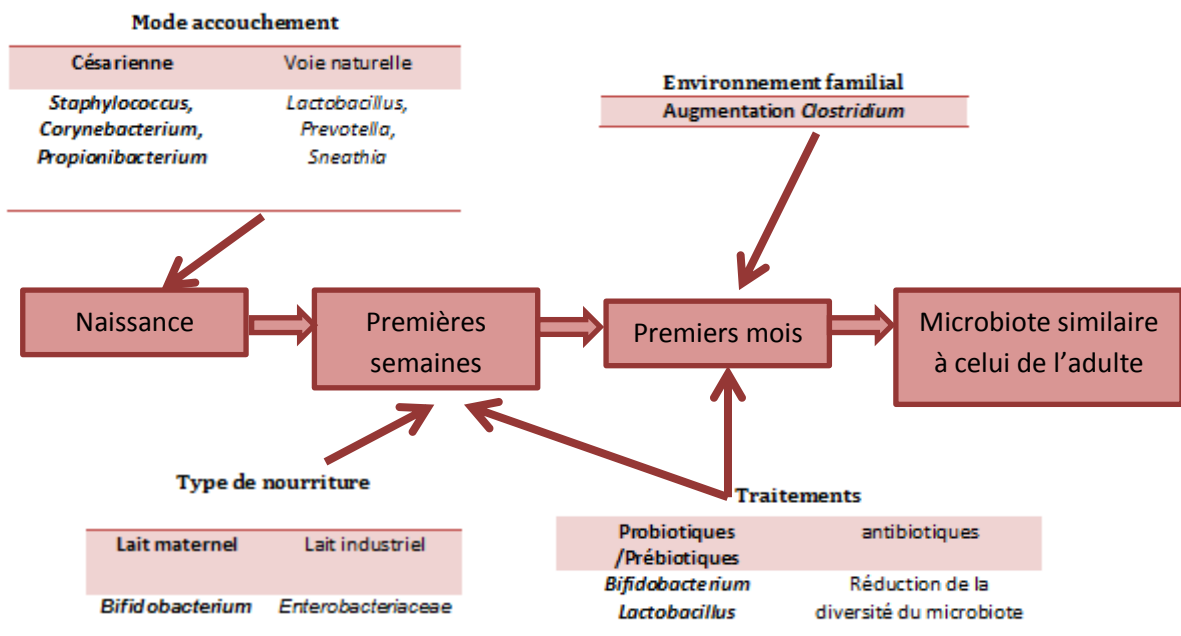 Mode accouchement
Césarienne Voie naturelle
Staphylococcus, Lactobacillus,
Corynebacterium, Prevotella,
Propionibacterium Sneathia
Environnement familial
Augmentation Clostridium
Naissance
Premières
semaines
Premiers mois
Microbiote similaire
à celui de l’adulte
Type de nourriture
Lait maternel Lait industriel
Bifidobacterium Enterobacteriaceae
Traitements
Probiotiques antibiotiques
/Prébiotiques
Bifidobacterium Réduction de la
Lactobacillus diversité du microbiote